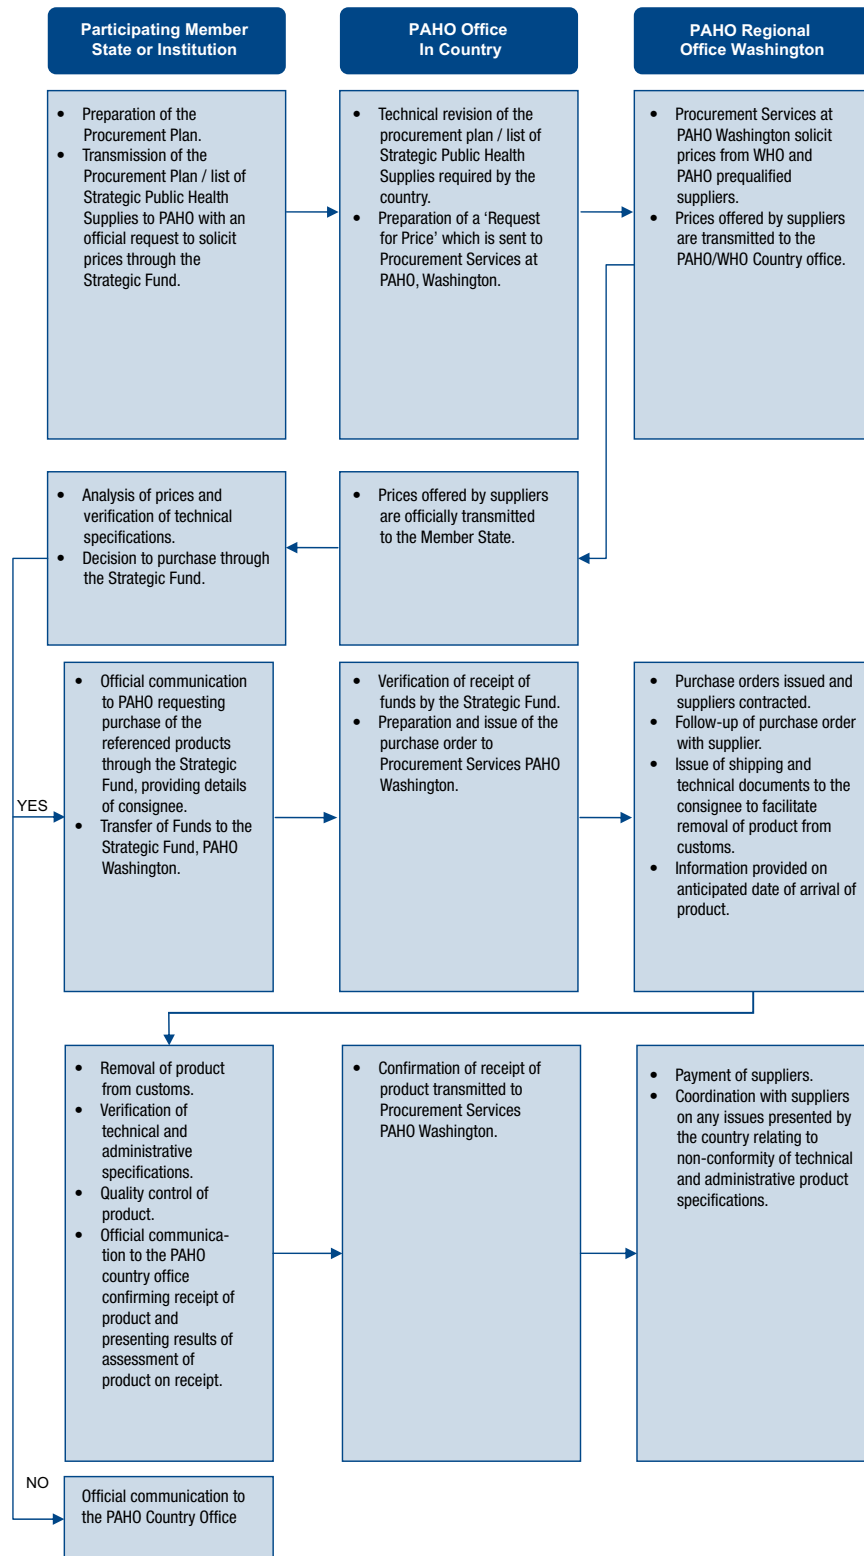 Participating Member
State or Institution
PAHO Office
In Country
PAHO Regional
Office Washington
• Preparation of the
Procurement Plan.
• Transmission of the
Procurement Plan / list of
Strategic Public Health
Supplies to PAHO with an
official request to solicit
prices through the
Strategic Fund.
• Technical revision of the
procurement plan / list of
Strategic Public Health
Supplies required by the
country.
• Preparation of a ‘Request
for Price’ which is sent to
Procurement Services at
PAHO, Washington.
• Procurement Services at
PAHO Washington solicit
prices from WHO and
PAHO prequalified
suppliers.
• Prices offered by suppliers
are transmitted to the
PAHO/WHO Country office.
• Analysis of prices and
verification of technical
specifications.
• Decision to purchase through
the Strategic Fund.
• Prices offered by suppliers
are officially transmitted
to the Member State.
YES
• Official communication
to PAHO requesting
purchase of the
referenced products
through the Strategic
Fund, providing details
of consignee.
• Transfer of Funds to the
Strategic Fund, PAHO
Washington.
• Verification of receipt of
funds by the Strategic Fund.
• Preparation and issue of the
purchase order to
Procurement Services PAHO
Washington.
• Purchase orders issued and
suppliers contracted.
• Follow-up of purchase order
with supplier.
• Issue of shipping and
technical documents to the
consignee to facilitate
removal of product from
customs.
• Information provided on
anticipated date of arrival of
product.
• Removal of product
from customs.
• Verification of
technical and
administrative
specifications.
• Quality control of
product.
• Official communica-
tion to the PAHO
country office
confirming receipt of
product and
presenting results of
assessment of
product on receipt.
• Confirmation of receipt of
product transmitted to
Procurement Services
PAHO Washington.
• Payment of suppliers.
• Coordination with suppliers
on any issues presented by
the country relating to
non-conformity of technical
and administrative product
specifications.
NO
Official communication to
the PAHO Country Office